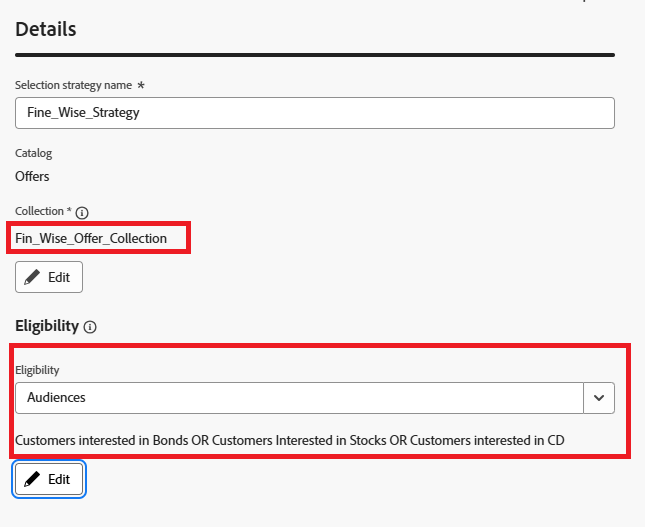 Details
Selection strategy name *
Fine_Wise_Strategy
Catalog
Offers
Collection *
Fin_Wise_Offer_Collection
Edit
Eligibility
Eligibility
Audiences
Customers interested in Bonds OR Customers Interested in Stocks OR Customers interested in CD
Edit